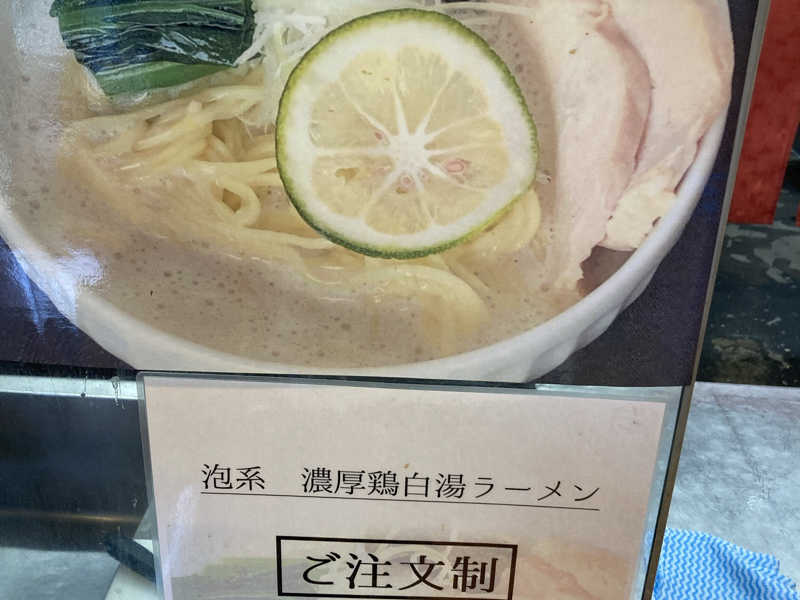 泡系　濃厚鶏白湯ラーメン
ご注文制